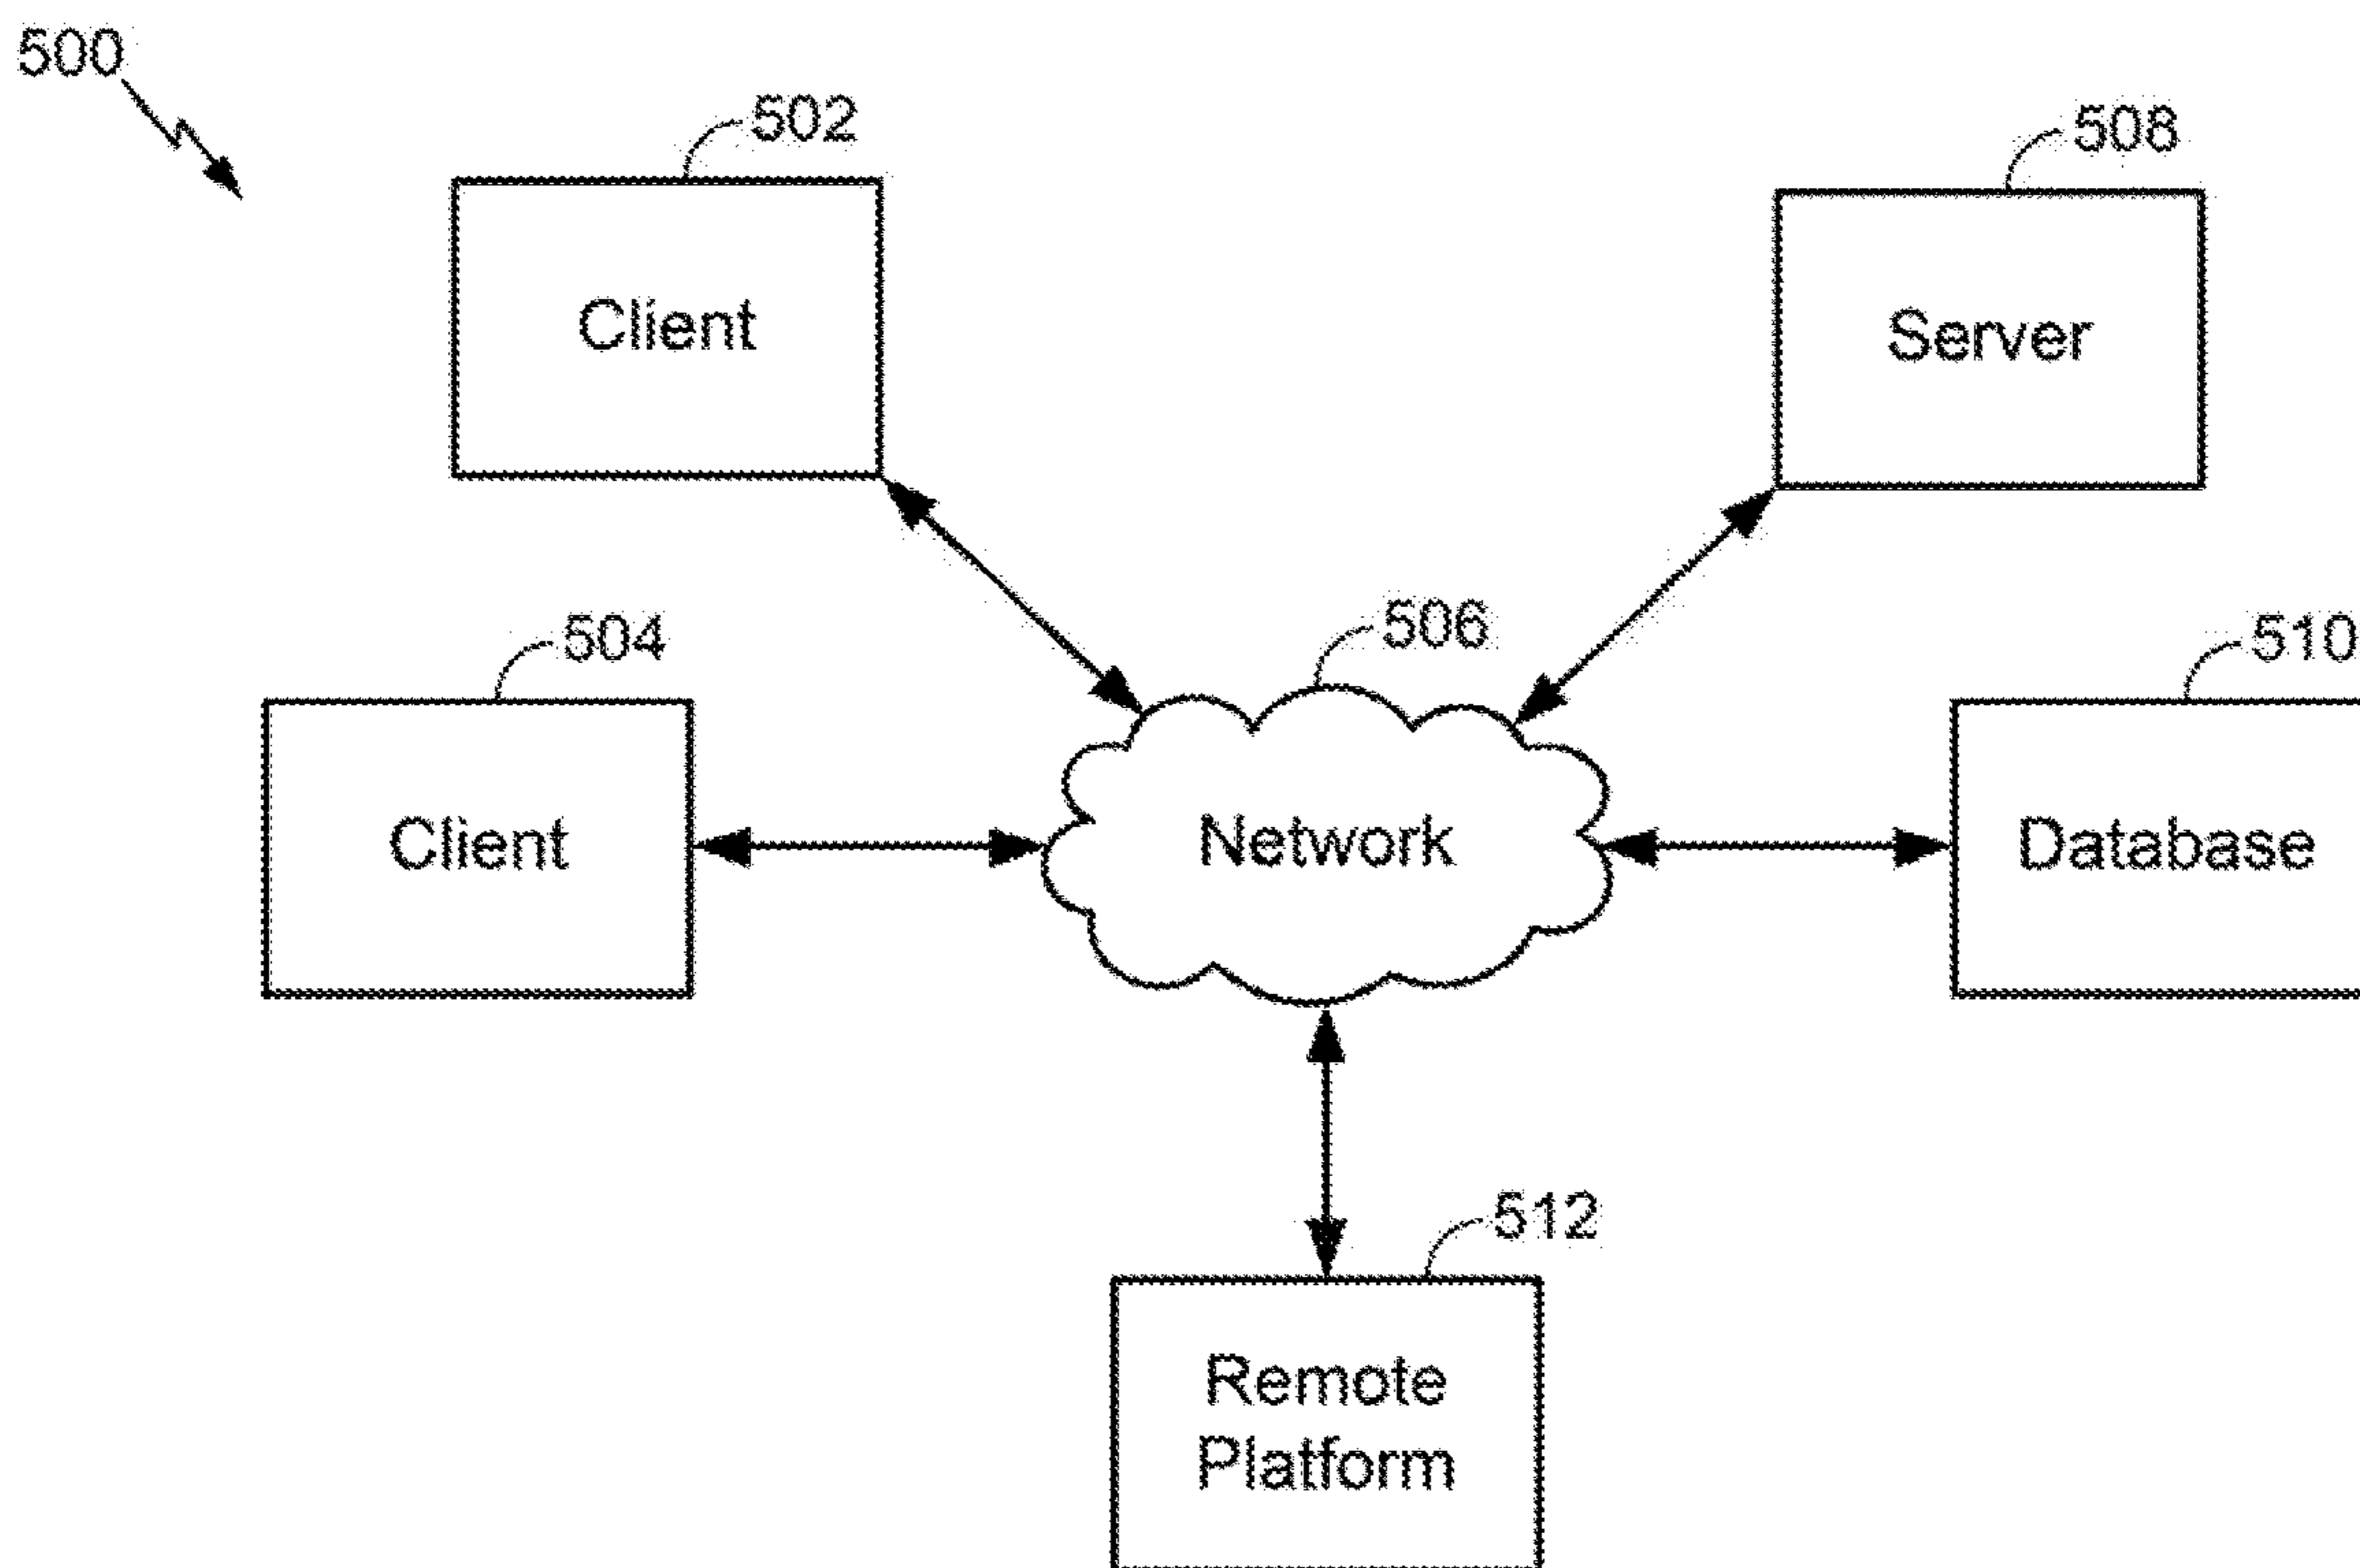 500
502
508
Client
Server
504
506
510
Client
Network
Database
512
Remote
Platform